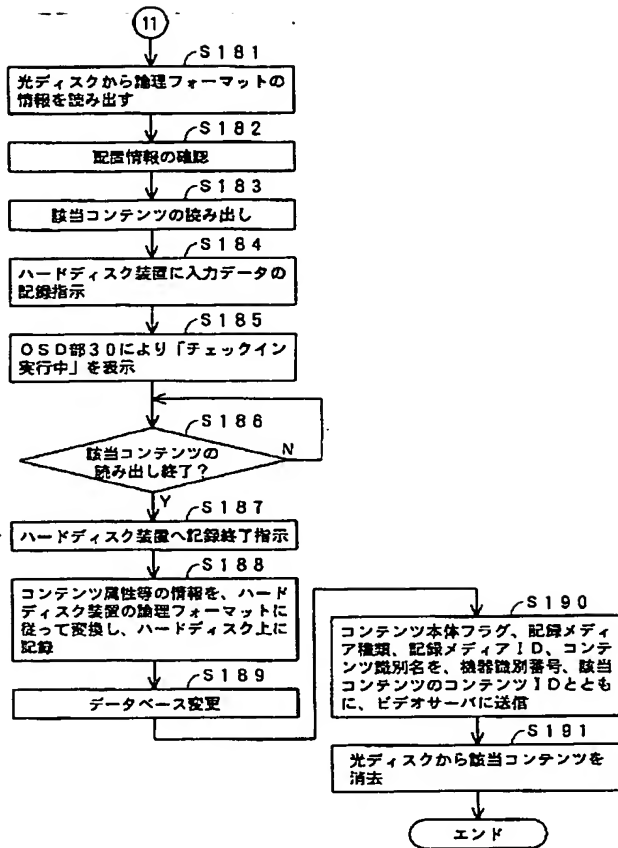 11
S181
光ディスクから論理フォーマットの
情報を読み出す
S182
配置情報の確認
S183
該当コンテンツの読み出し
S184
ハードディスク装置に入力データの
記録指示
S185
OSD部30により「チェックイン
実行中」を表示
S186
該当コンテンツの
読み出し終了?
N
Y
S187
ハードディスク装置へ記録終了指示
S188
コンテンツ属性等の情報を、ハード
ディスク装置の論理フォーマットに
従って変換し、ハードディスク上に
記録
S189
データベース変更
S190
コンテンツ本体フラグ、記録メディ
ア種類、記録メディアID、コンテン
ツ識別名を、機器識別番号、該当
コンテンツのコンテンツIDととも
に、ビデオサーバに送信
S191
光ディスクから該当コンテンツを
消去
エンド